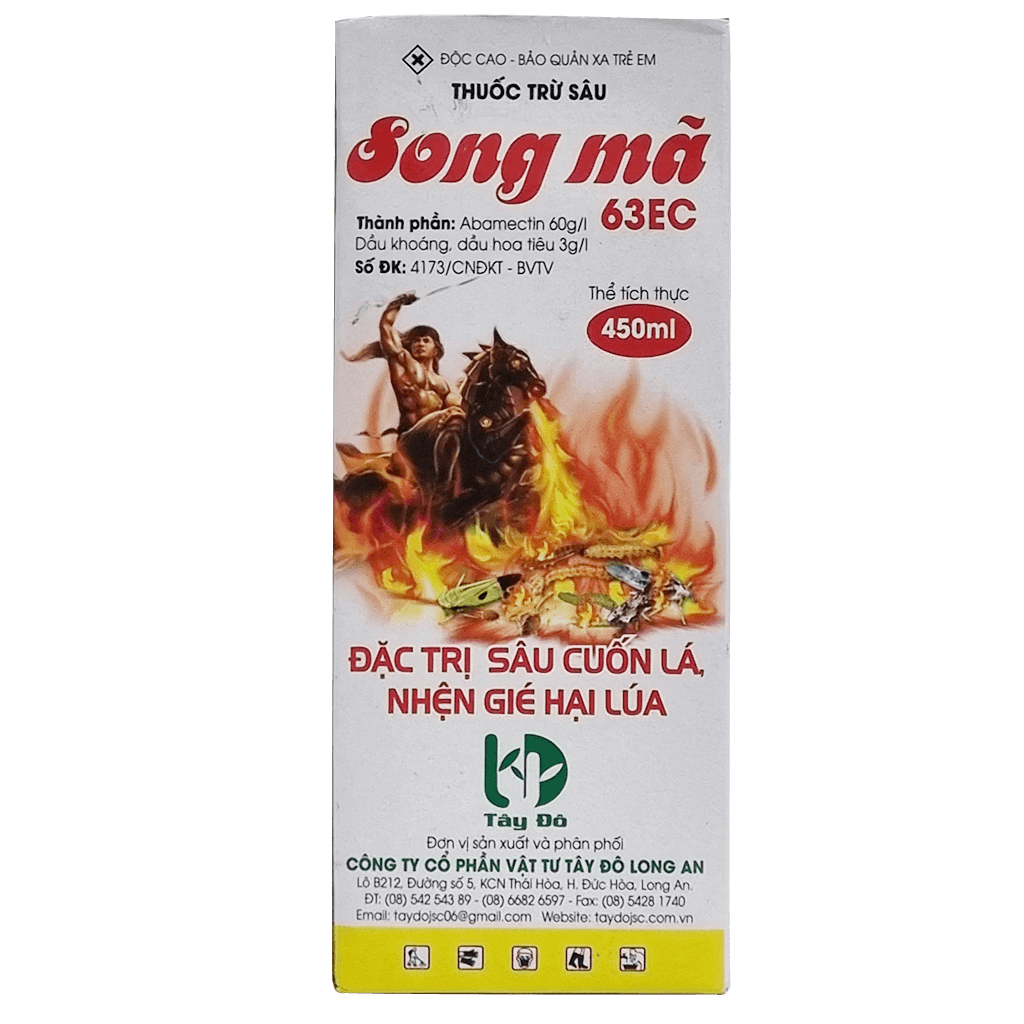 ĐỘC CAO - BẢO QUẢN XA TRẺ EM
THUỐC TRỪ SÂU
Song mã
63EC
Thành phần: Abamectin 60g/l
Dầu khoáng, dầu hoa tiêu 3g/l
Số ĐK: 4173/CNĐKT - BVTV
Thể tích thực
450ml
ĐẶC TRỊ SÂU CUỐN LÁ,
NHỆN GIÉ HẠI LÚA
Tây Đô
Đơn vị sản xuất và phân phối
CÔNG TY CỔ PHẦN VẬT TƯ TÂY ĐÔ LONG AN
Lô B212, Đường số 5, KCN Thái Hòa, H. Đức Hòa, Long An.
ĐT: (08) 542 543 89 - (08) 6682 6597 - Fax: (08) 5428 1740
Email: taydojsc06@gmail.com Website: taydojsc.com.vn